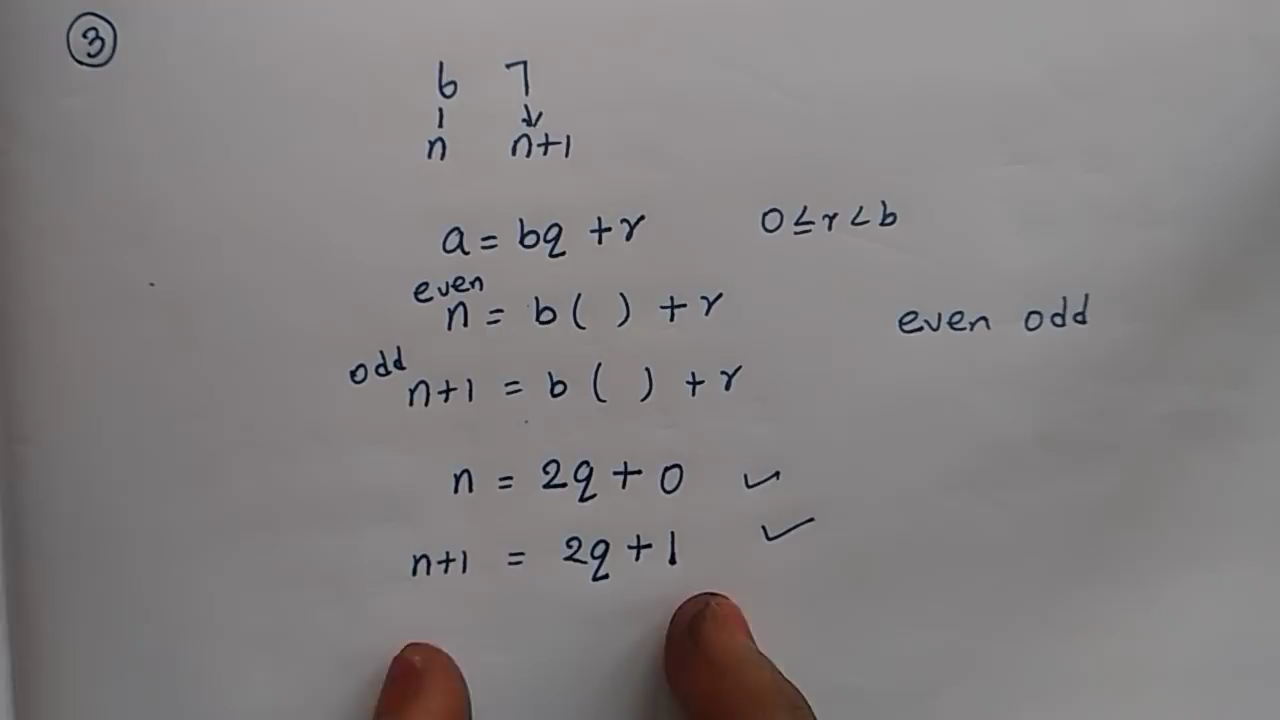 3
6 7
n n+1
a = bq + r 0 ≤ r < b
even
n = b ( ) + r even odd
odd
n+1 = b ( ) + r
n = 2q + 0 ✓
n+1 = 2q + 1 ✓